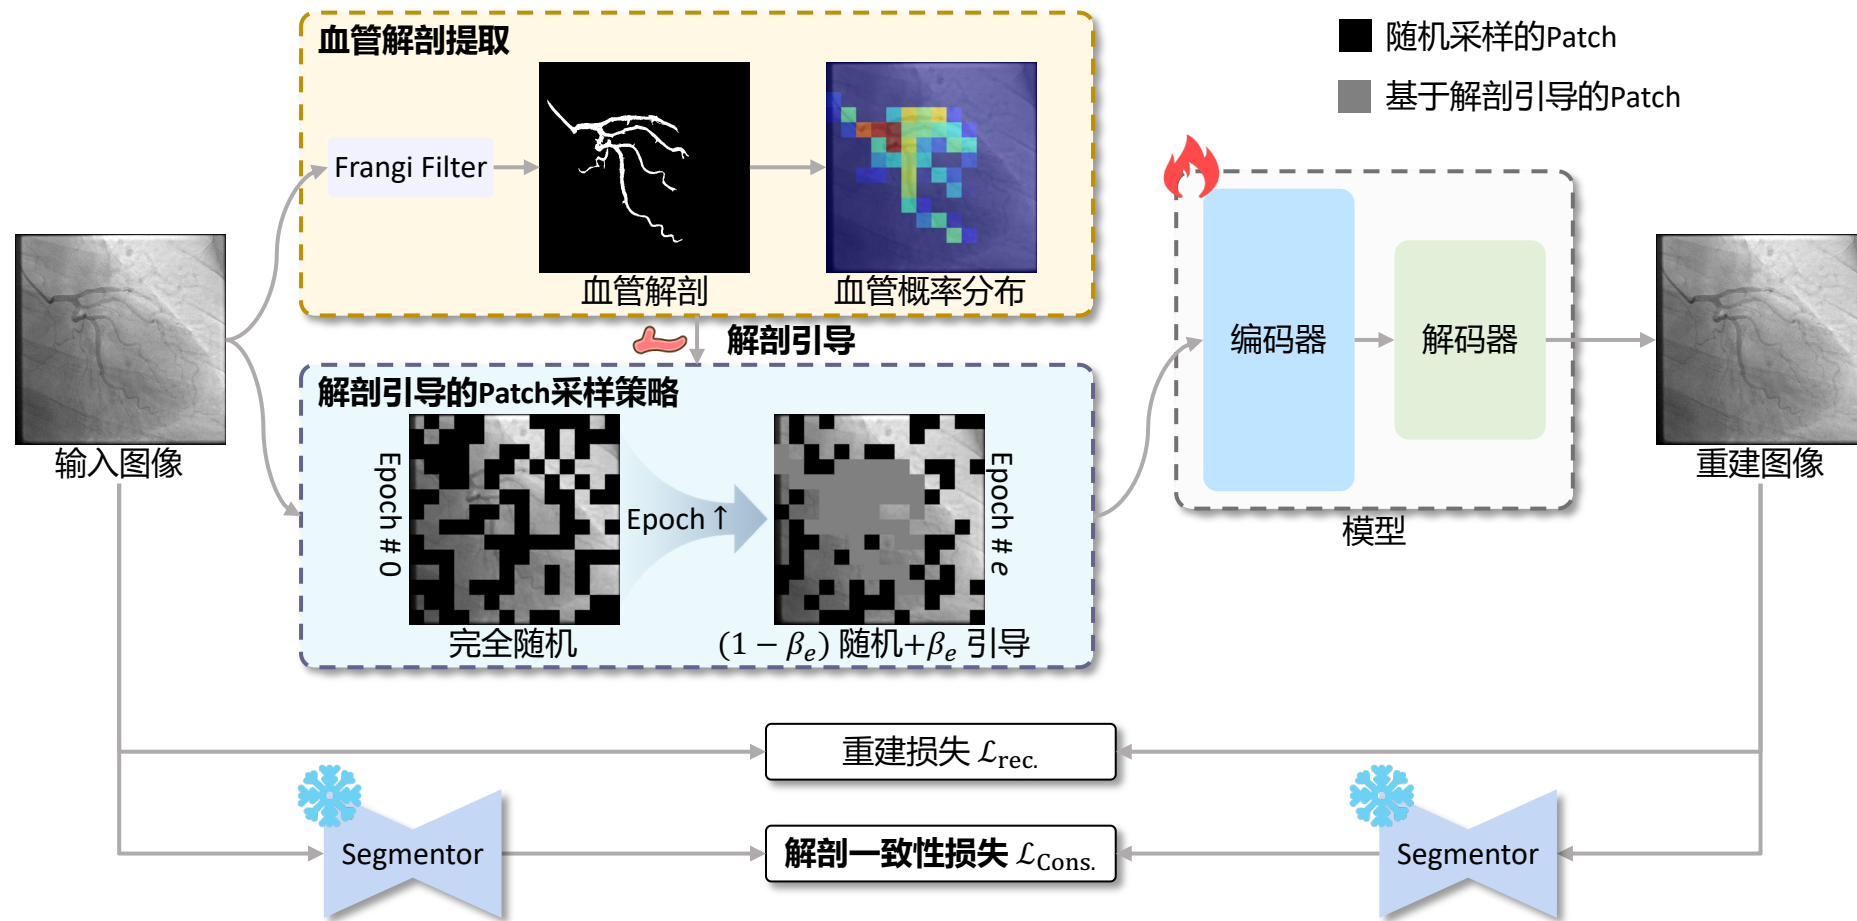 血管解剖提取
随机采样的Patch
基于解剖引导的Patch
Frangi Filter
血管解剖
血管概率分布
解剖引导
编码器
解码器
解剖引导的Patch采样策略
输入图像
重建图像
Epoch # 0
Epoch ↑
Epoch # e
模型
完全随机
(1 − βₑ) 随机+βₑ 引导
重建损失 ℒrec.
Segmentor
解剖一致性损失 ℒCons.
Segmentor